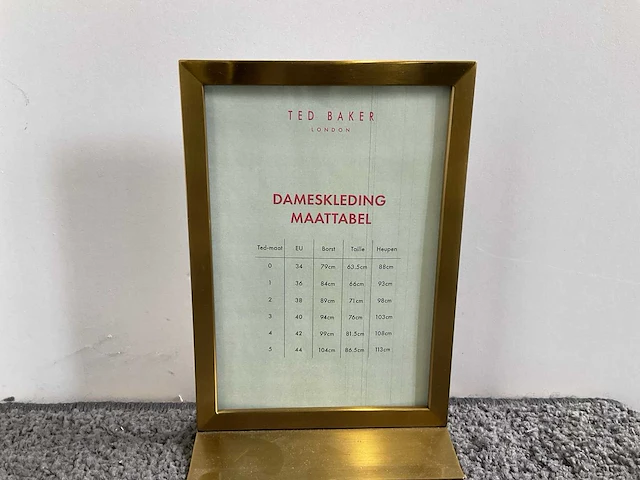 TED BAKER
LONDON
DAMESKLEDING
MAATTABEL
Ted-maat EU Borst Taille Heupen
0 34 79cm 63.5cm 88cm
1 36 84cm 66cm 93cm
2 38 89cm 71cm 98cm
3 40 94cm 76cm 103cm
4 42 99cm 81.5cm 108cm
5 44 104cm 86.5cm 113cm